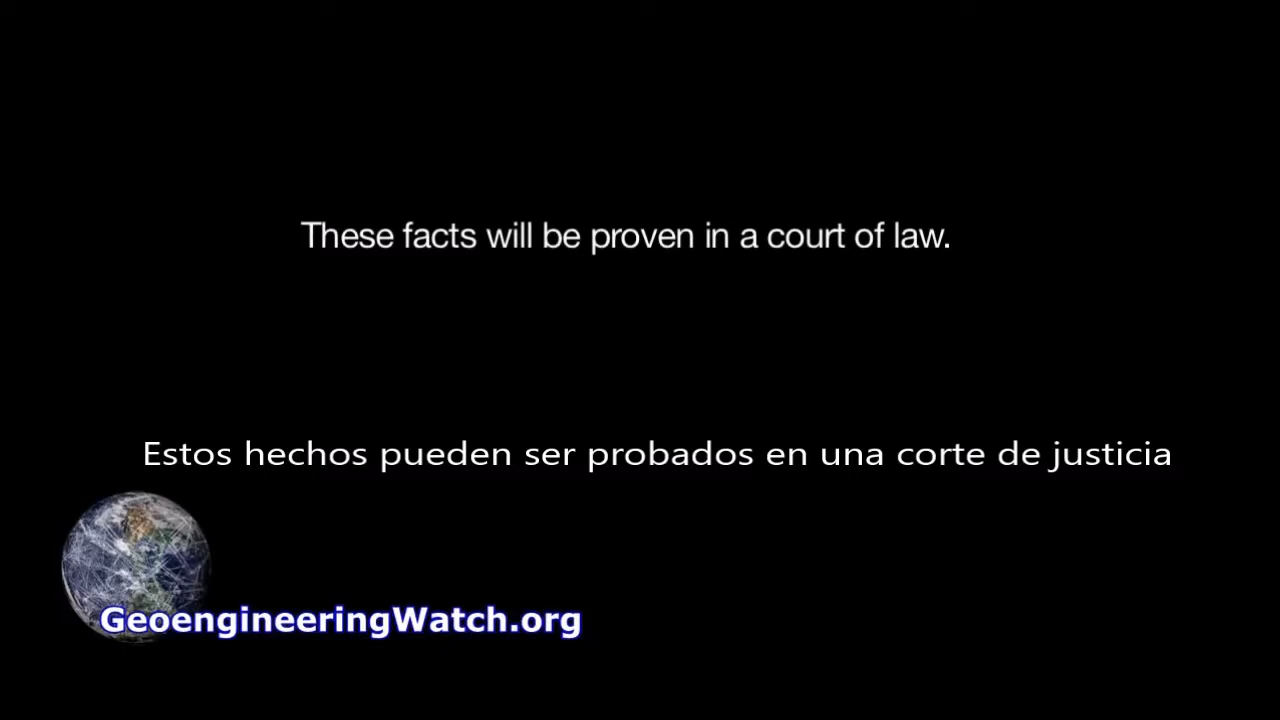 These facts will be proven in a court of law.
Estos hechos pueden ser probados en una corte de justicia
GeoengineeringWatch.org